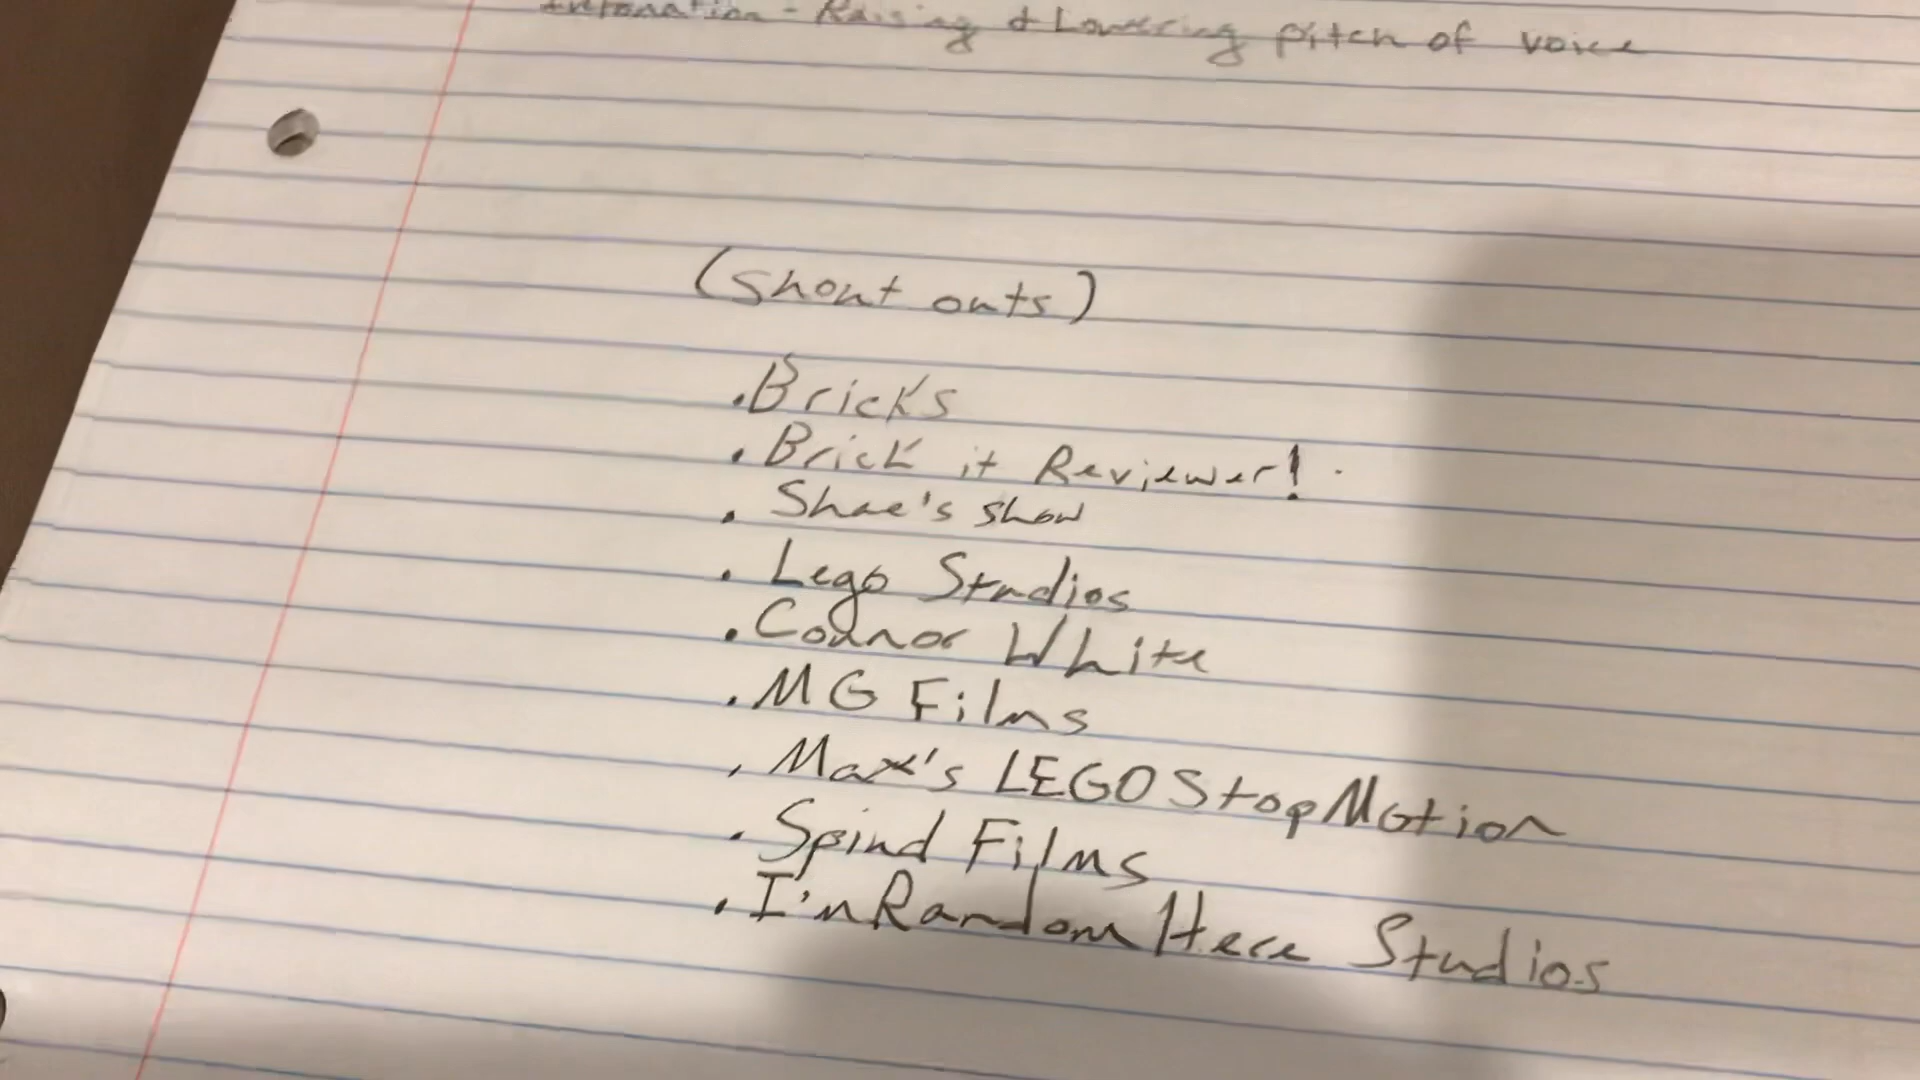 Intonation - Raising & Lowering pitch of voice
(shout outs)
. Bricks
. Brick it Reviewer!
. Shae's show
. Lego Studios
. Connor White
. MG Films
. Max's LEGO Stop Motion
. Spind Films
. I'm Random Here Studios